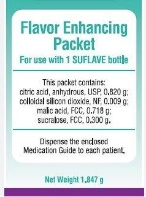 Flavor Enhancing
Packet
For use with 1 SUFLAVE bottle
This packet contains:
citric acid, anhydrous, USP, 0.820 g;
colloidal silicon dioxide, NF, 0.009 g;
malic acid, FCC, 0.718 g;
sucralose, FCC, 0.300 g.
Dispense the enclosed
Medication Guide to each patient.
Net Weight 1.847 g